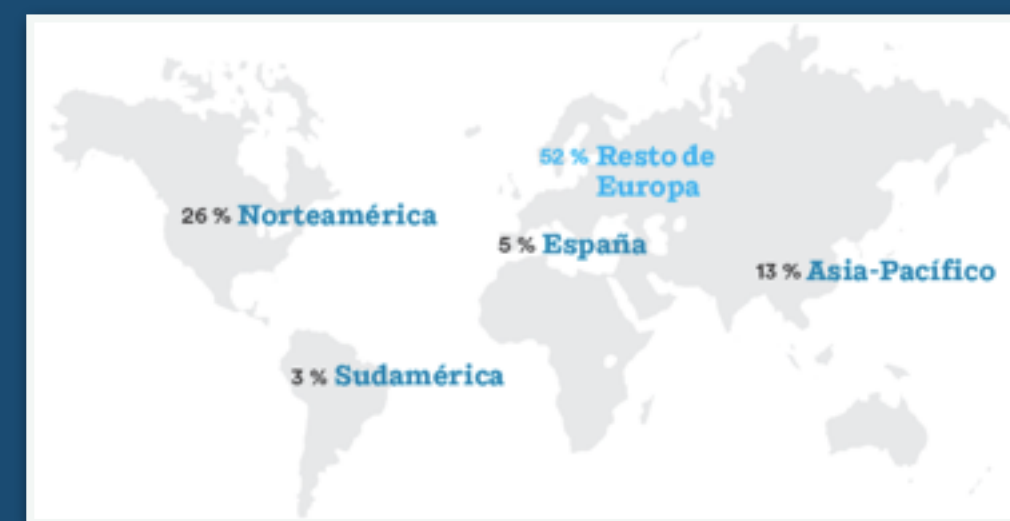 52 % Resto de
Europa
26 % Norteamérica
5 % España
13 % Asia-Pacífico
3 % Sudamérica